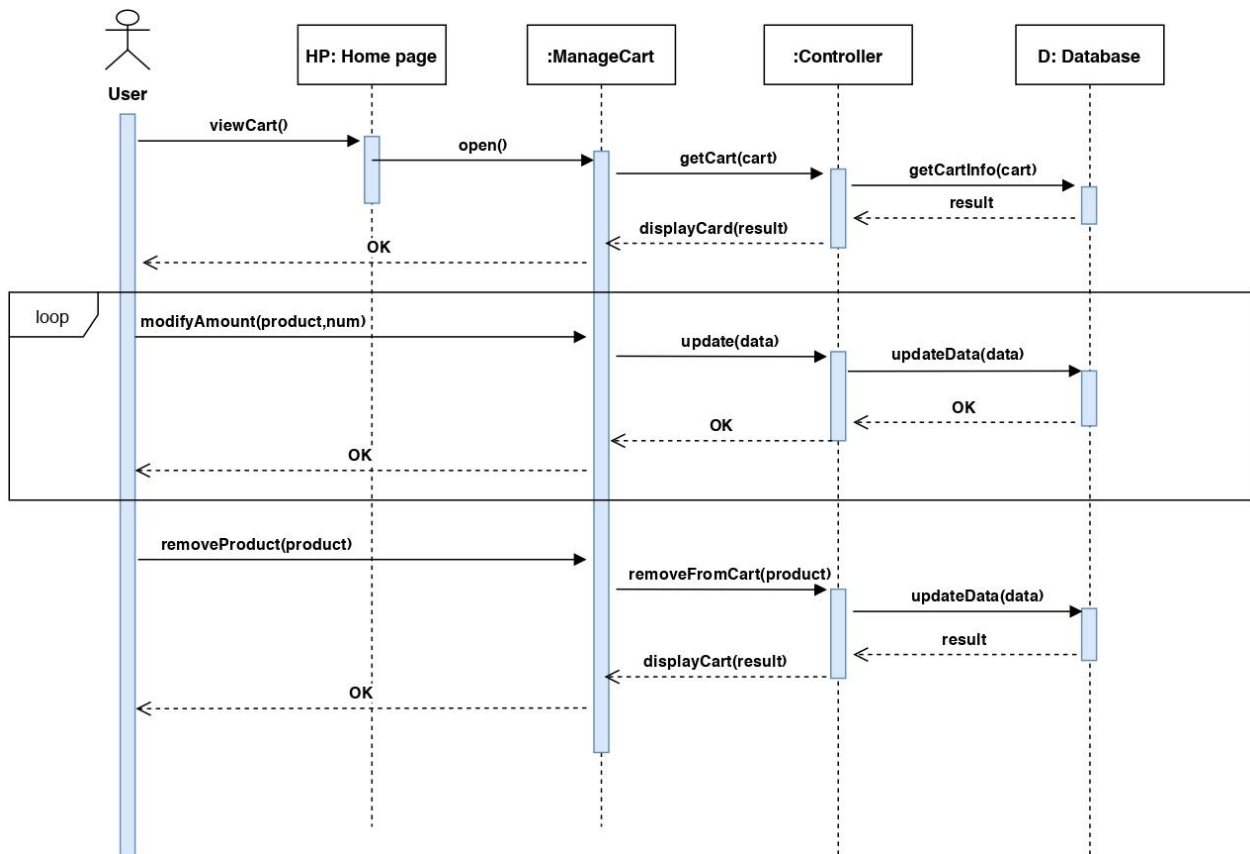 User
HP: Home page
:ManageCart
:Controller
D: Database
viewCart()
open()
getCart(cart)
getCartInfo(cart)
result
displayCard(result)
OK
loop
modifyAmount(product,num)
update(data)
updateData(data)
OK
OK
OK
removeProduct(product)
removeFromCart(product)
updateData(data)
result
displayCart(result)
OK